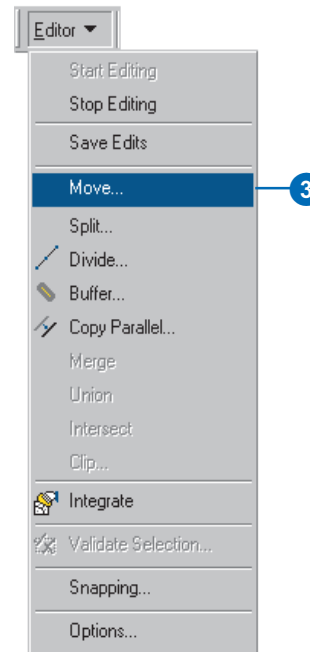 Editor
Start Editing
Stop Editing
Save Edits
Move...
3
Split...
Divide...
Buffer...
Copy Parallel...
Merge
Union
Intersect
Clip...
Integrate
Validate Selection...
Snapping...
Options...